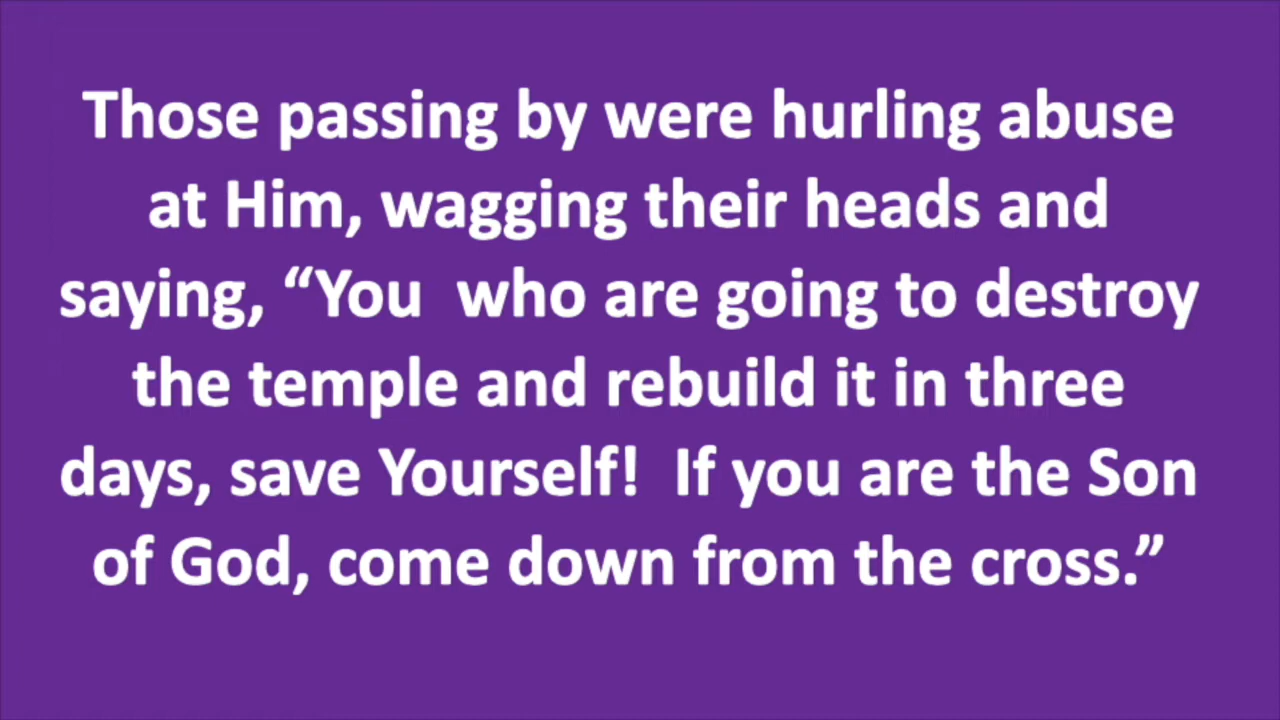 Those passing by were hurling abuse
at Him, wagging their heads and
saying, “You  who are going to destroy
the temple and rebuild it in three
days, save Yourself!  If you are the Son
of God, come down from the cross.”